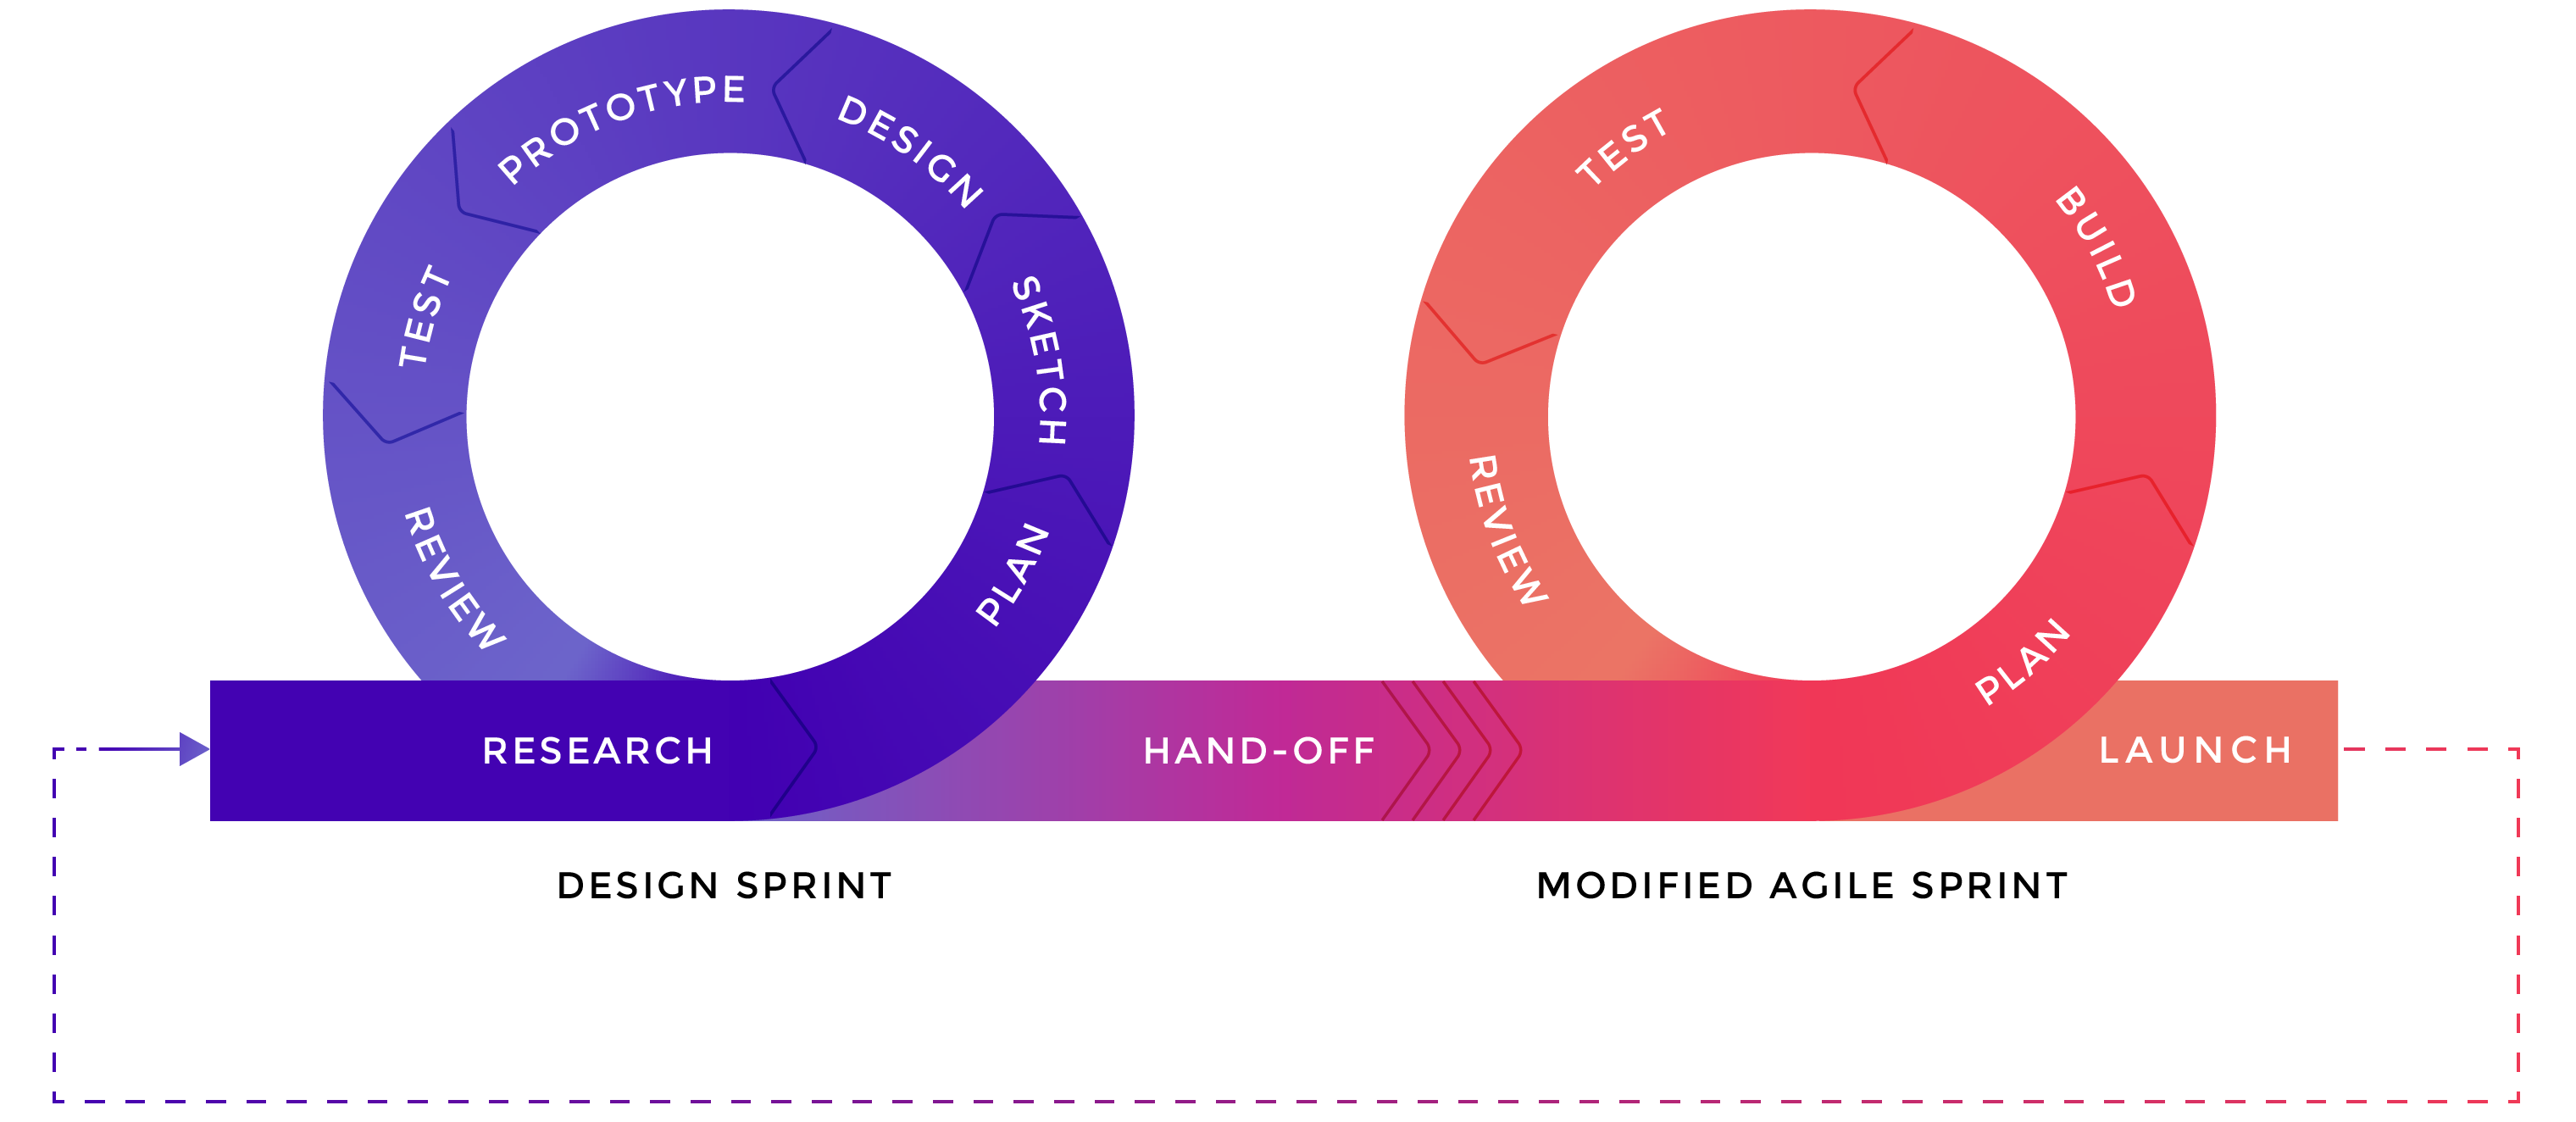 PROTOTYPE
DESIGN
TEST
SKETCH
REVIEW
PLAN
RESEARCH
DESIGN SPRINT
HAND-OFF
TEST
BUILD
REVIEW
PLAN
LAUNCH
MODIFIED AGILE SPRINT